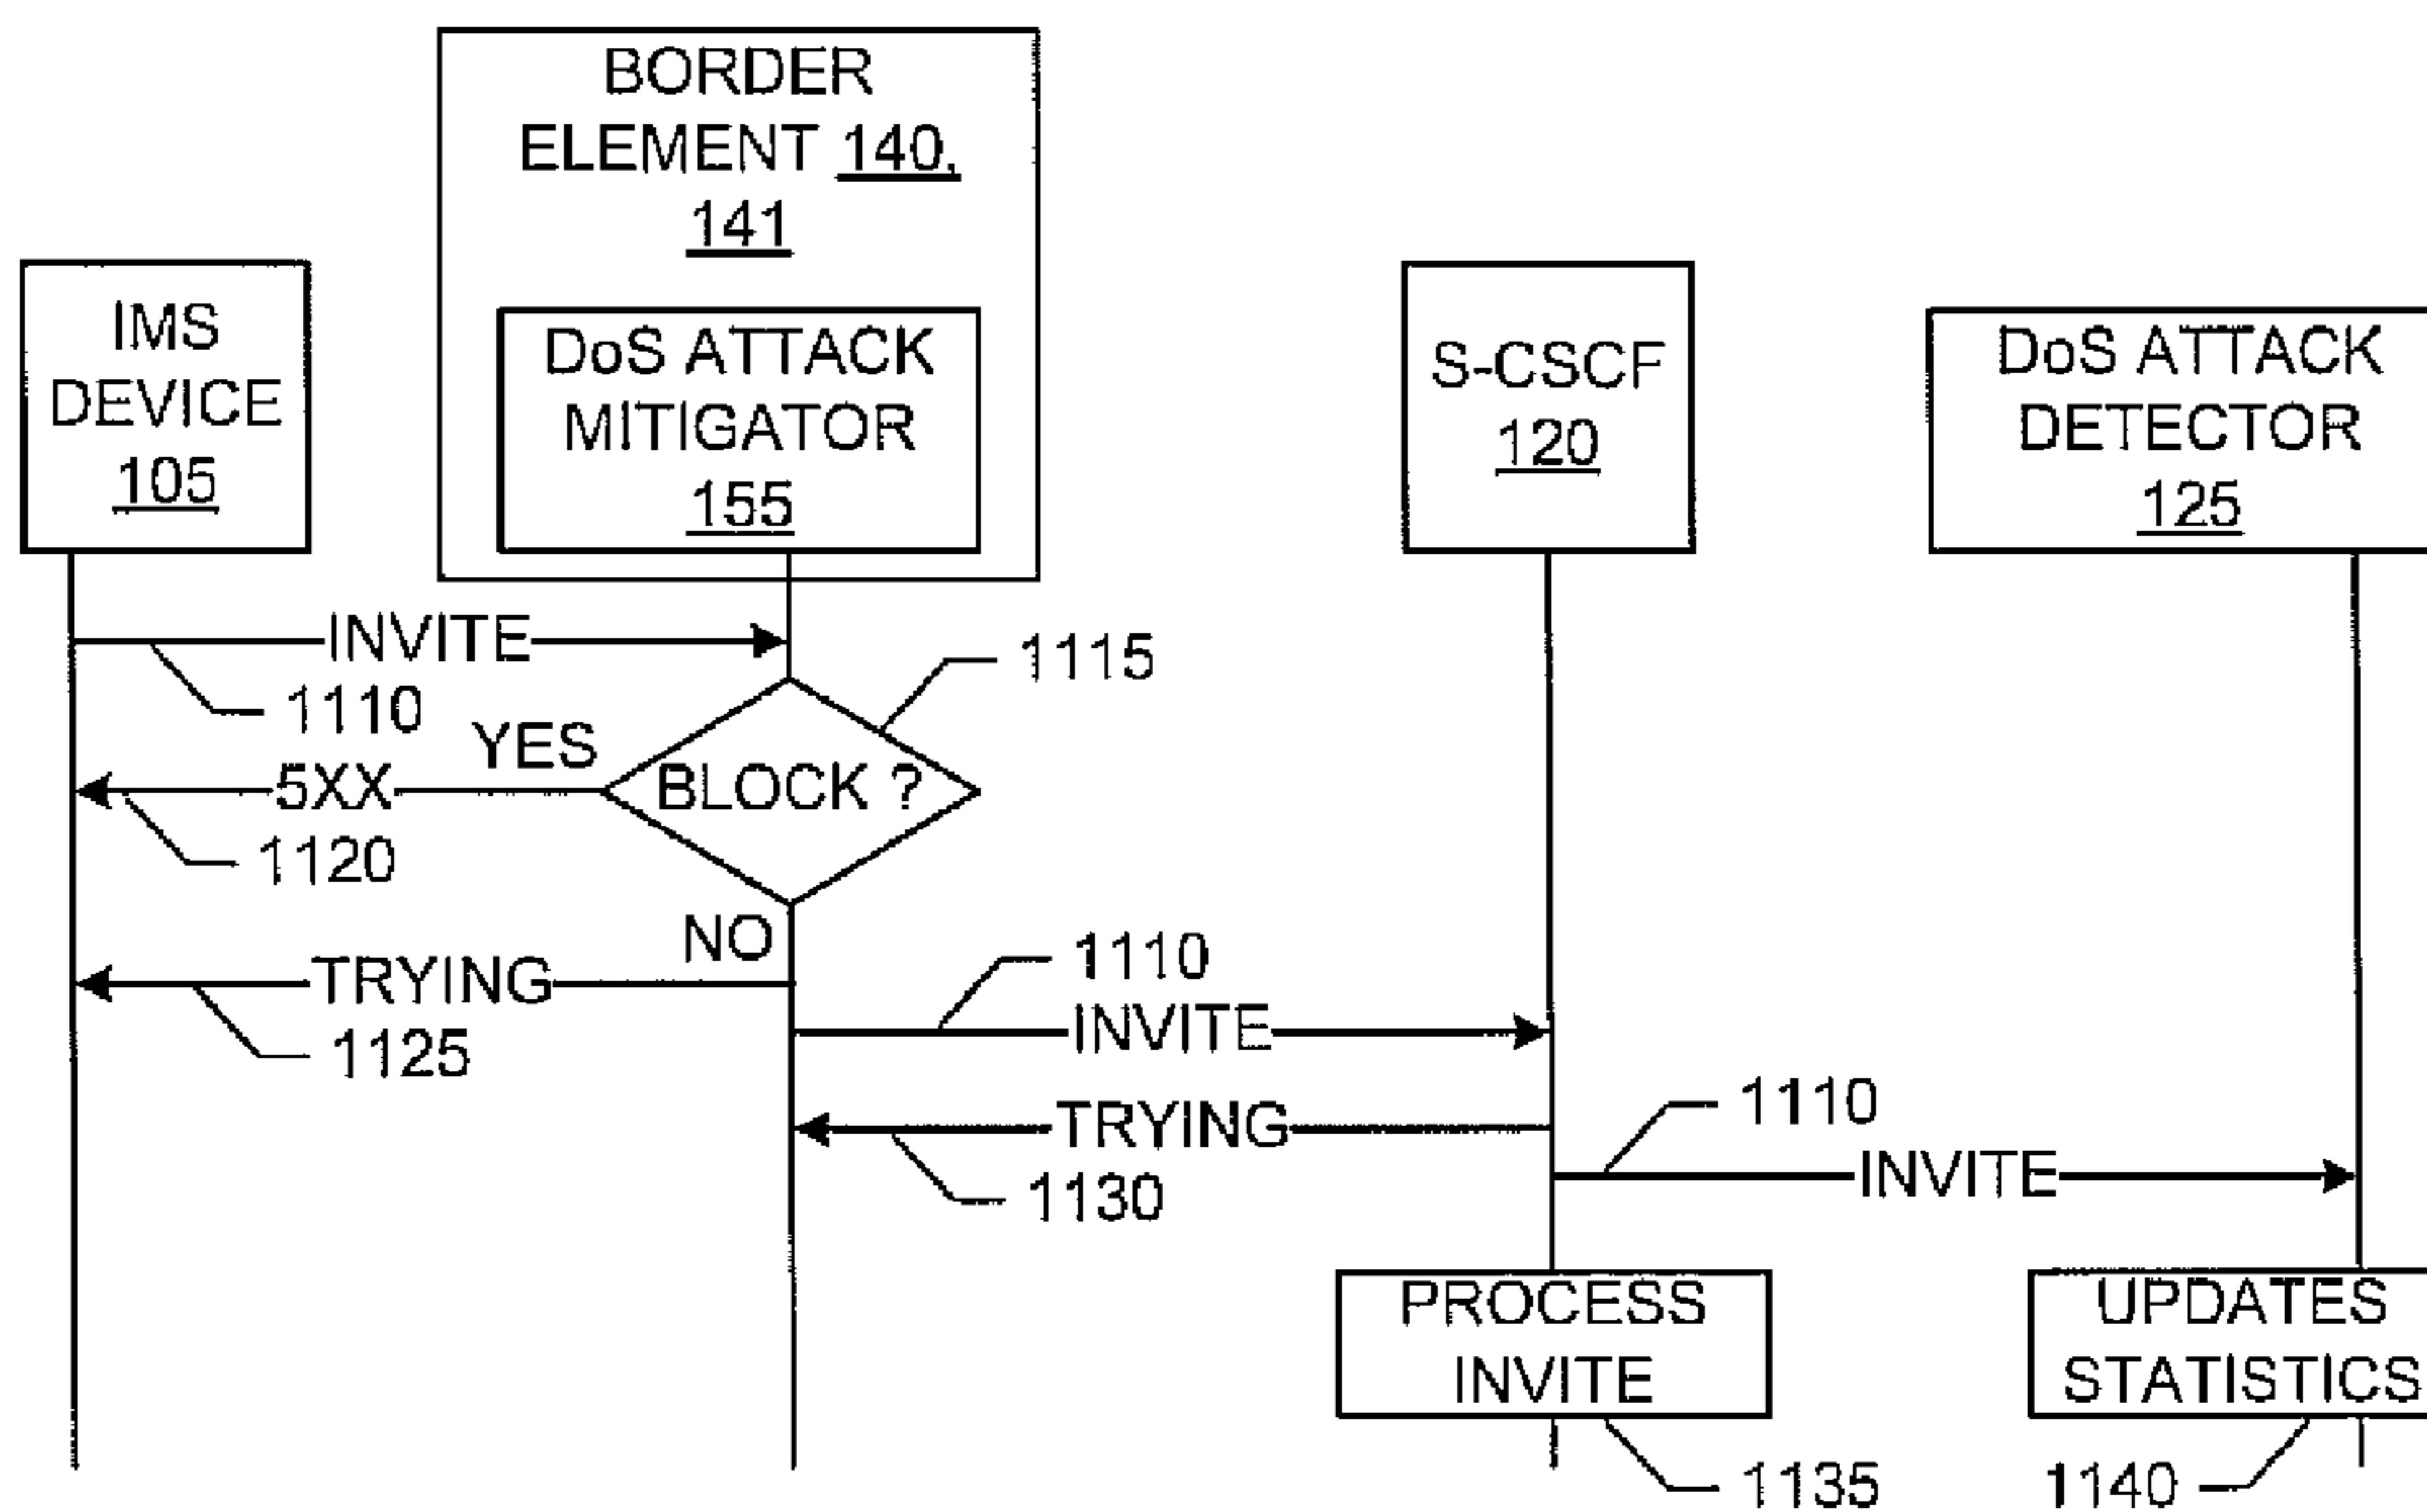 BORDER
ELEMENT 140,
141
IMS
DEVICE
105
DoS ATTACK
MITIGATOR
155
S-CSCF
120
DoS ATTACK
DETECTOR
125
INVITE
1110
1115
YES
5XX
BLOCK ?
1120
NO
TRYING
1125
1110
INVITE
TRYING
1130
1110
INVITE
PROCESS
INVITE
1135
UPDATES
STATISTICS
1140